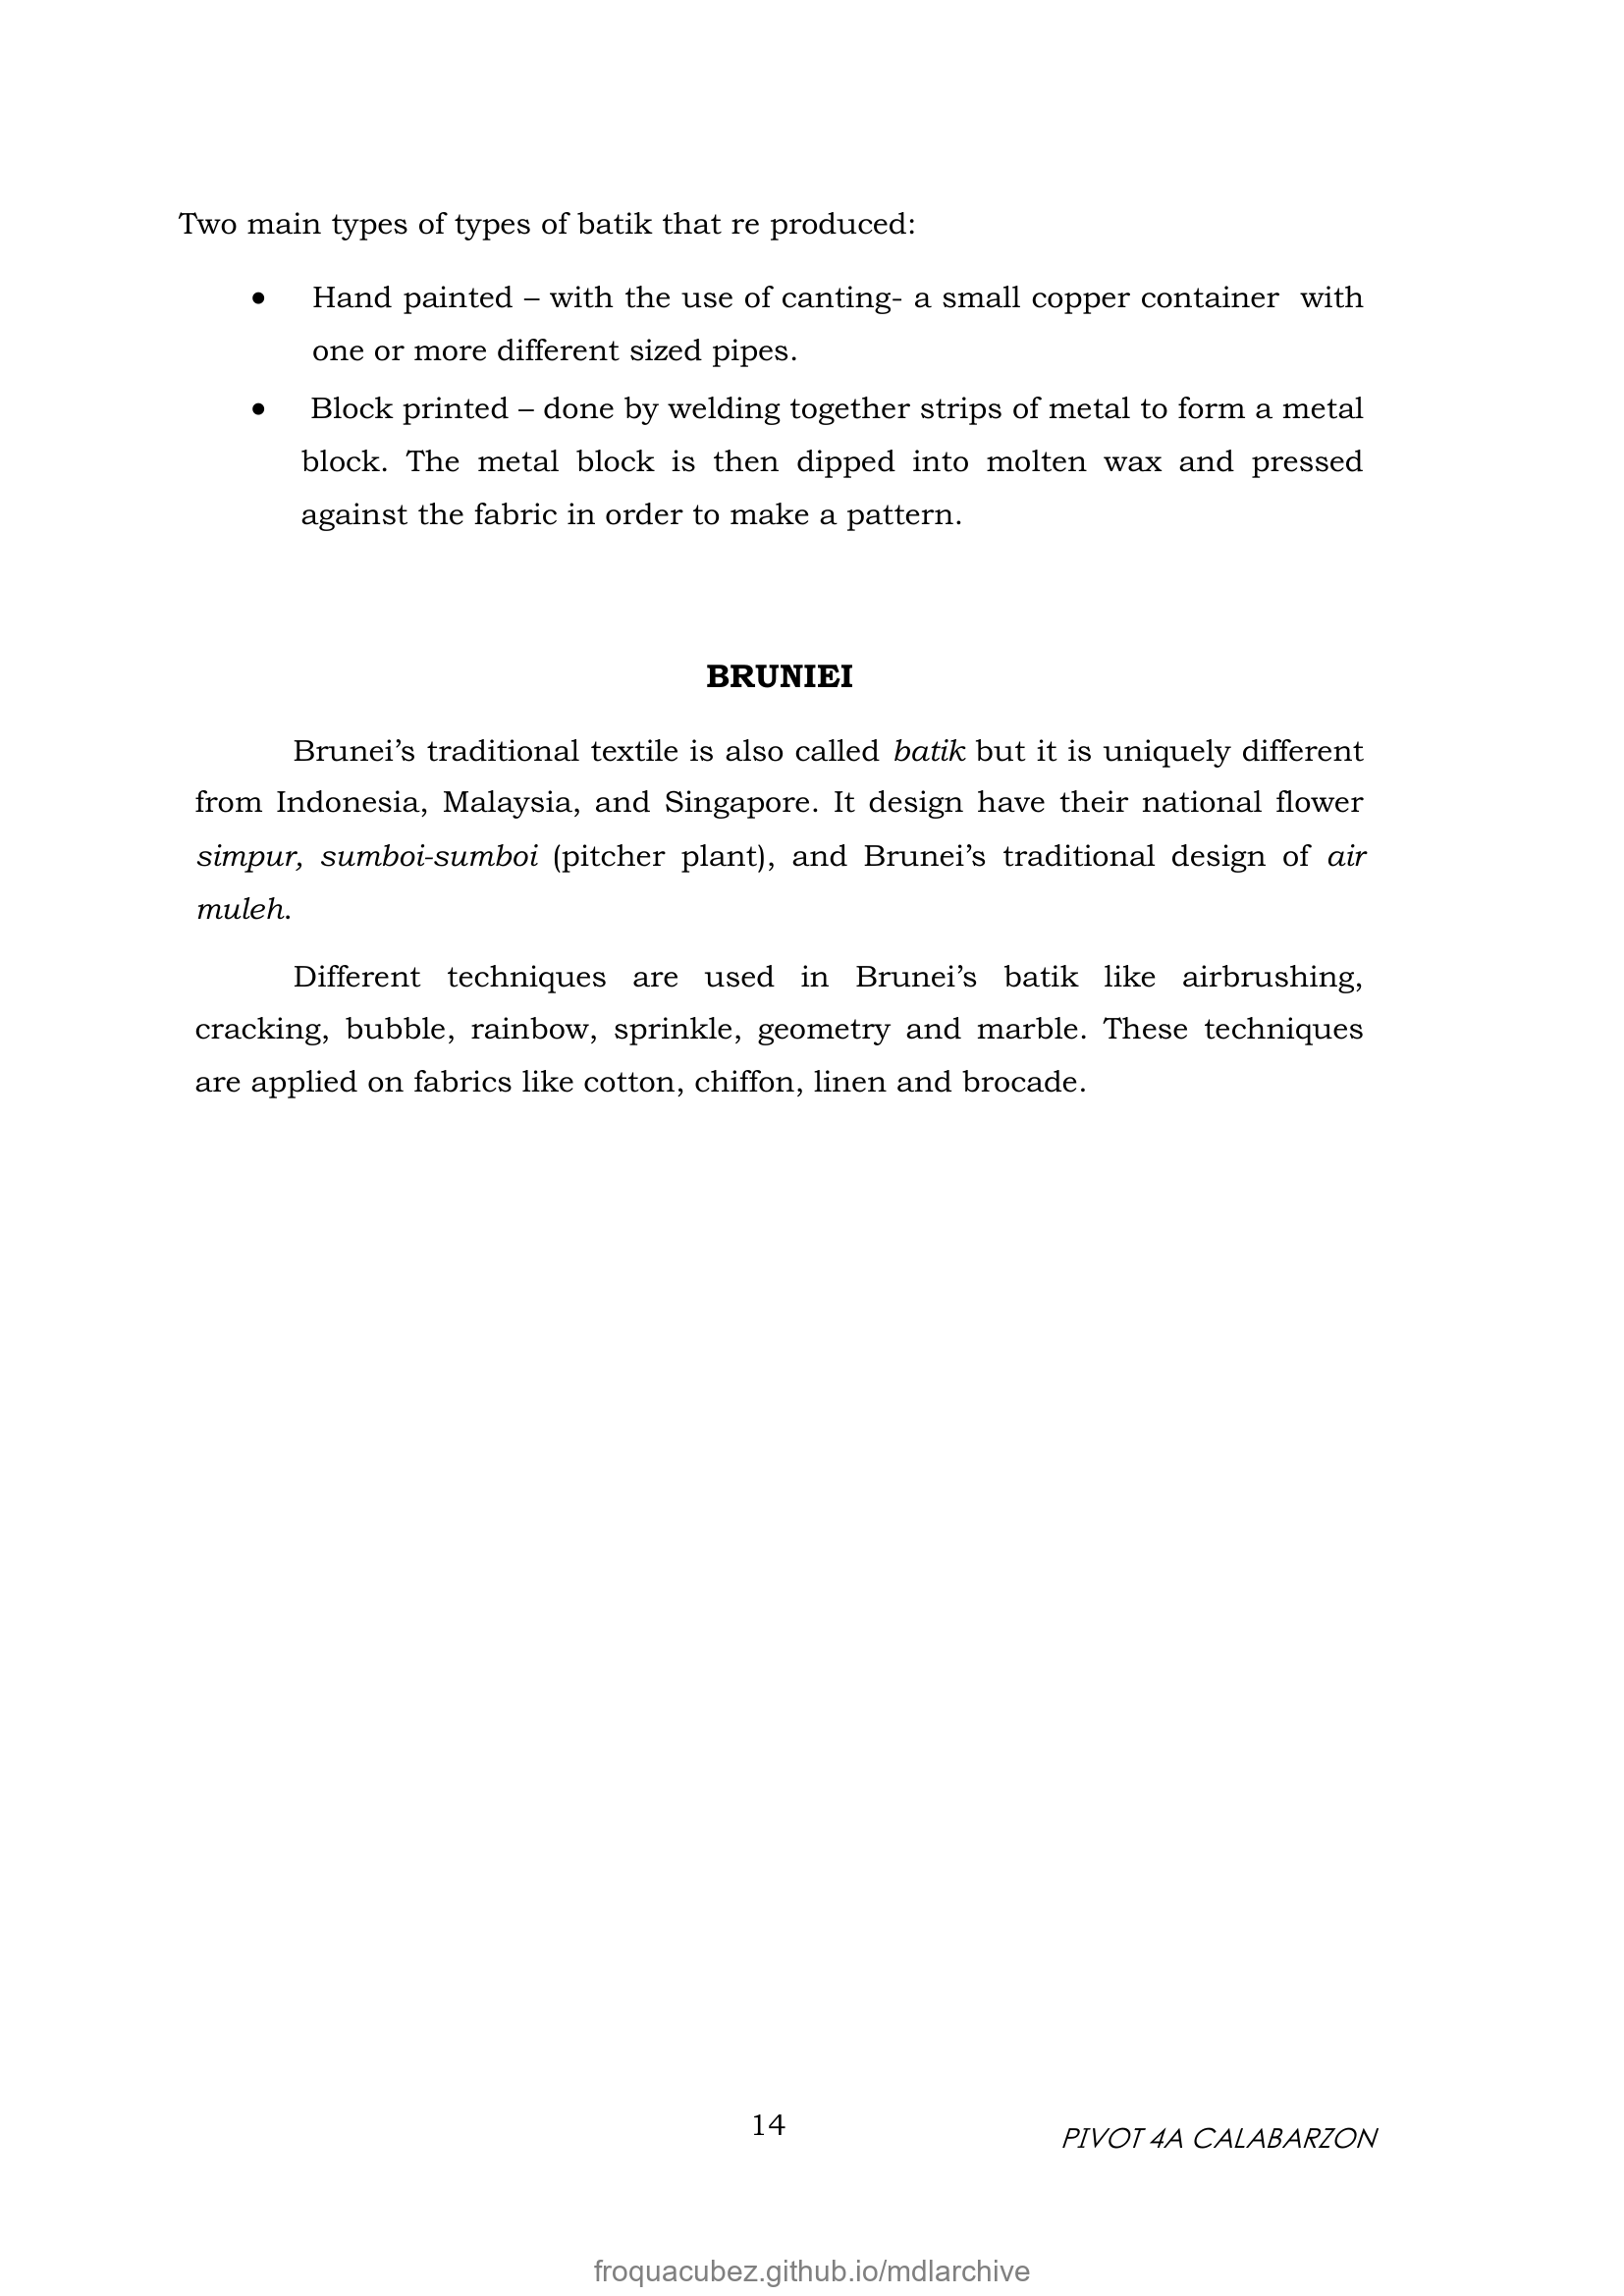 Two main types of types of batik that re produced:
• Hand painted – with the use of canting- a small copper container with
one or more different sized pipes.
• Block printed – done by welding together strips of metal to form a metal
block. The metal block is then dipped into molten wax and pressed
against the fabric in order to make a pattern.
BRUNIEI
Brunei’s traditional textile is also called batik but it is uniquely different
from Indonesia, Malaysia, and Singapore. It design have their national flower
simpur, sumboi-sumboi (pitcher plant), and Brunei’s traditional design of air
muleh.
Different techniques are used in Brunei’s batik like airbrushing,
cracking, bubble, rainbow, sprinkle, geometry and marble. These techniques
are applied on fabrics like cotton, chiffon, linen and brocade.
14
PIVOT 4A CALABARZON
froquacubez.github.io/mdlarchive